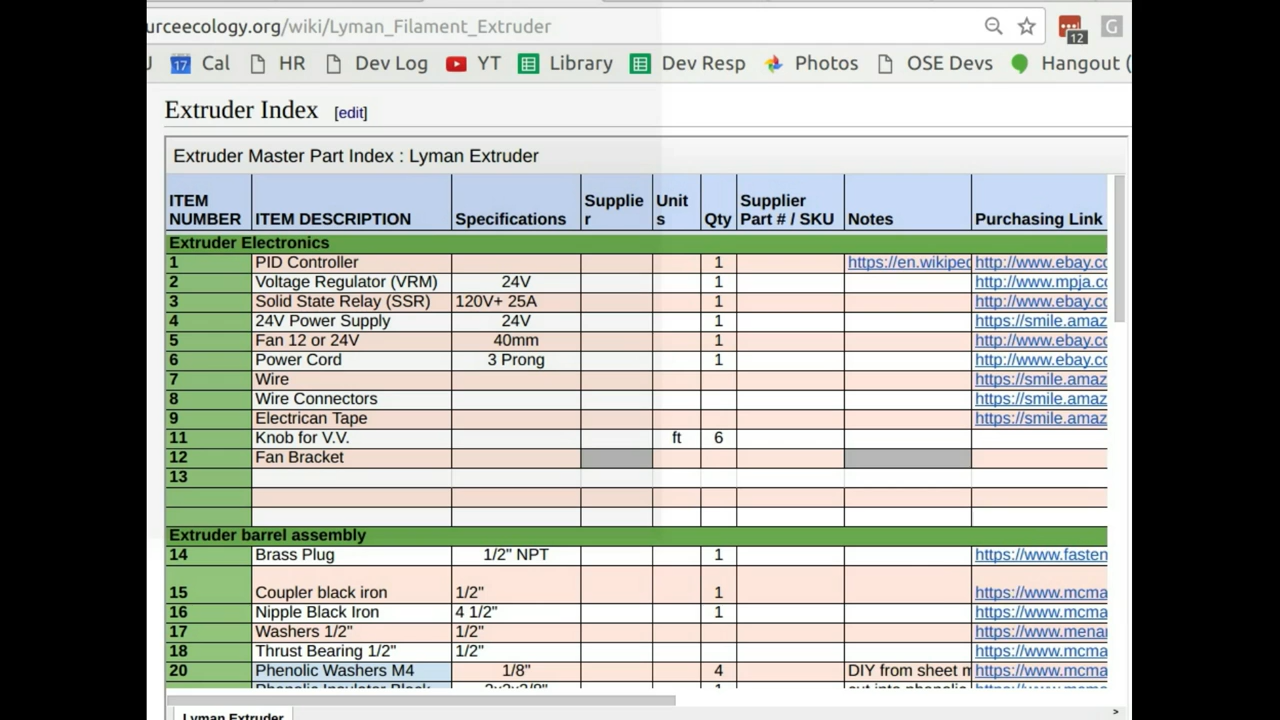 urceecology.org/wiki/Lyman_Filament_Extruder
12 G
17 Cal HR Dev Log YT Library Dev Resp Photos OSE Devs Hangout (
Extruder Index [edit]
Extruder Master Part Index : Lyman Extruder
ITEM NUMBER ITEM DESCRIPTION Specifications Supplier Units Qty Supplier Part # / SKU Notes Purchasing Link
Extruder Electronics
1 PID Controller 1 https://en.wikiped http://www.ebay.co
2 Voltage Regulator (VRM) 24V 1 http://www.mpja.co
3 Solid State Relay (SSR) 120V+ 25A 1 http://www.ebay.co
4 24V Power Supply 24V 1 https://smile.amaz
5 Fan 12 or 24V 40mm 1 http://www.ebay.co
6 Power Cord 3 Prong 1 http://www.ebay.co
7 Wire https://smile.amaz
8 Wire Connectors https://smile.amaz
9 Electrican Tape https://smile.amaz
11 Knob for V.V. ft 6
12 Fan Bracket
13
Extruder barrel assembly
14 Brass Plug 1/2" NPT 1 https://www.fasten
15 Coupler black iron 1/2" 1 https://www.mcma
16 Nipple Black Iron 4 1/2" 1 https://www.mcma
17 Washers 1/2" 1/2" https://www.menar
18 Thrust Bearing 1/2" 1/2" https://www.mcma
20 Phenolic Washers M4 1/8" 4 DIY from sheet m https://www.mcma
Lyman Extruder